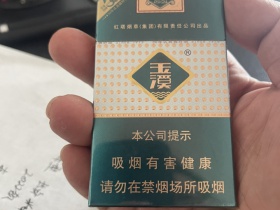 红塔烟草(集团)有限责任公司出品
玉溪®
本公司提示
吸烟有害健康
请勿在禁烟场所吸烟